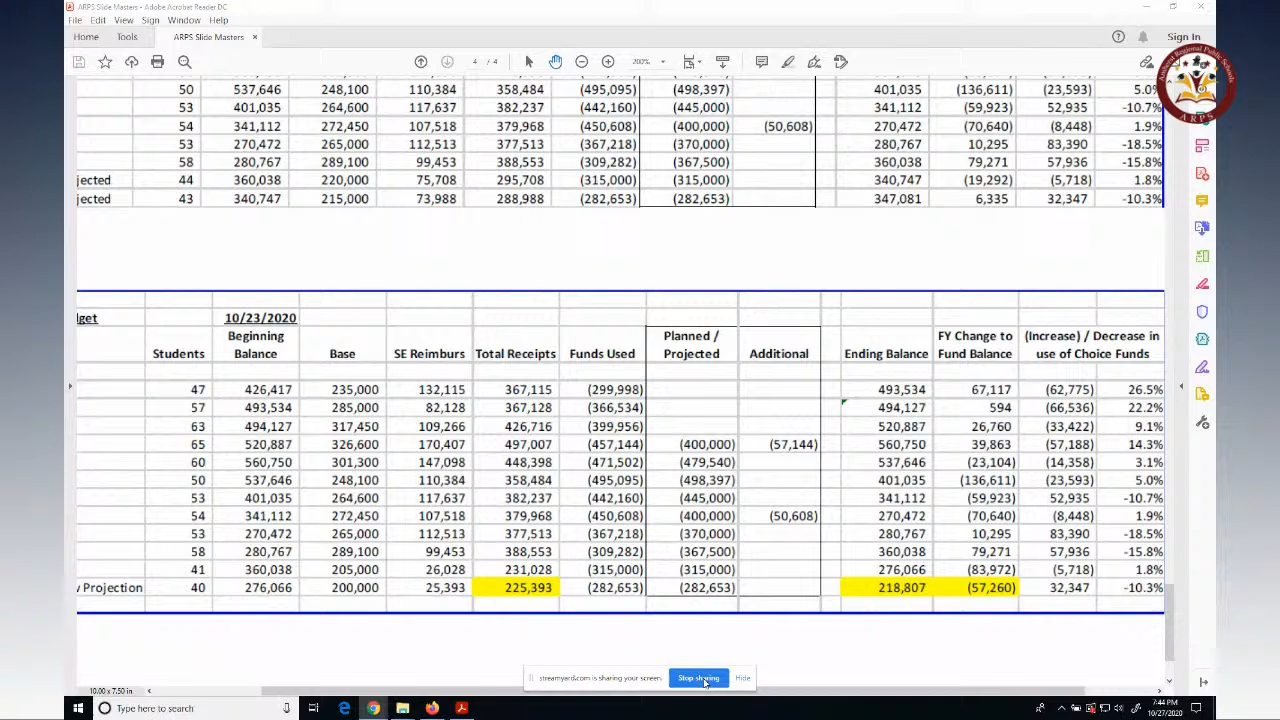 ARPS Slide Masters - Adobe Acrobat Reader DC
File Edit View Sign Window Help
Home Tools ARPS Slide Masters × Sign In
200%
50 537,646 248,100 110,384 358,484 (495,095) (498,397) 401,035 (136,611) (23,593) 5.0%
53 401,035 264,600 117,637 382,237 (442,160) (445,000) 341,112 (59,923) 52,935 -10.7%
54 341,112 272,450 107,518 379,968 (450,608) (400,000) (50,608) 270,472 (70,640) (8,448) 1.9%
53 270,472 265,000 112,513 377,513 (367,218) (370,000) 280,767 10,295 83,390 -18.5%
58 280,767 289,100 99,453 388,553 (309,282) (367,500) 360,038 79,271 57,936 -15.8%
jected 44 360,038 220,000 75,708 295,708 (315,000) (315,000) 340,747 (19,292) (5,718) 1.8%
jected 43 340,747 215,000 73,988 288,988 (282,653) (282,653) 347,081 6,335 32,347 -10.3%
dget 10/23/2020
Beginning Planned / FY Change to (Increase) / Decrease in
Students Balance Base SE Reimburs Total Receipts Funds Used Projected Additional Ending Balance Fund Balance use of Choice Funds
47 426,417 235,000 132,115 367,115 (299,998) 493,534 67,117 (62,775) 26.5%
57 493,534 285,000 82,128 367,128 (366,534) 494,127 594 (66,536) 22.2%
63 494,127 317,450 109,266 426,716 (399,956) 520,887 26,760 (33,422) 9.1%
65 520,887 326,600 170,407 497,007 (457,144) (400,000) (57,144) 560,750 39,863 (57,188) 14.3%
60 560,750 301,300 147,098 448,398 (471,502) (479,540) 537,646 (23,104) (14,358) 3.1%
50 537,646 248,100 110,384 358,484 (495,095) (498,397) 401,035 (136,611) (23,593) 5.0%
53 401,035 264,600 117,637 382,237 (442,160) (445,000) 341,112 (59,923) 52,935 -10.7%
54 341,112 272,450 107,518 379,968 (450,608) (400,000) (50,608) 270,472 (70,640) (8,448) 1.9%
53 270,472 265,000 112,513 377,513 (367,218) (370,000) 280,767 10,295 83,390 -18.5%
58 280,767 289,100 99,453 388,553 (309,282) (367,500) 360,038 79,271 57,936 -15.8%
41 360,038 205,000 26,028 231,028 (315,000) (315,000) 276,066 (83,972) (5,718) 1.8%
Projection 40 276,066 200,000 25,393 225,393 (282,653) (282,653) 218,807 (57,260) 32,347 -10.3%
streamyard.com is sharing your screen. Stop sharing Hide
10.00 x 7.50 in
Type here to search
7:44 PM
10/27/2020
Amherst Regional Public Schools
ARPS